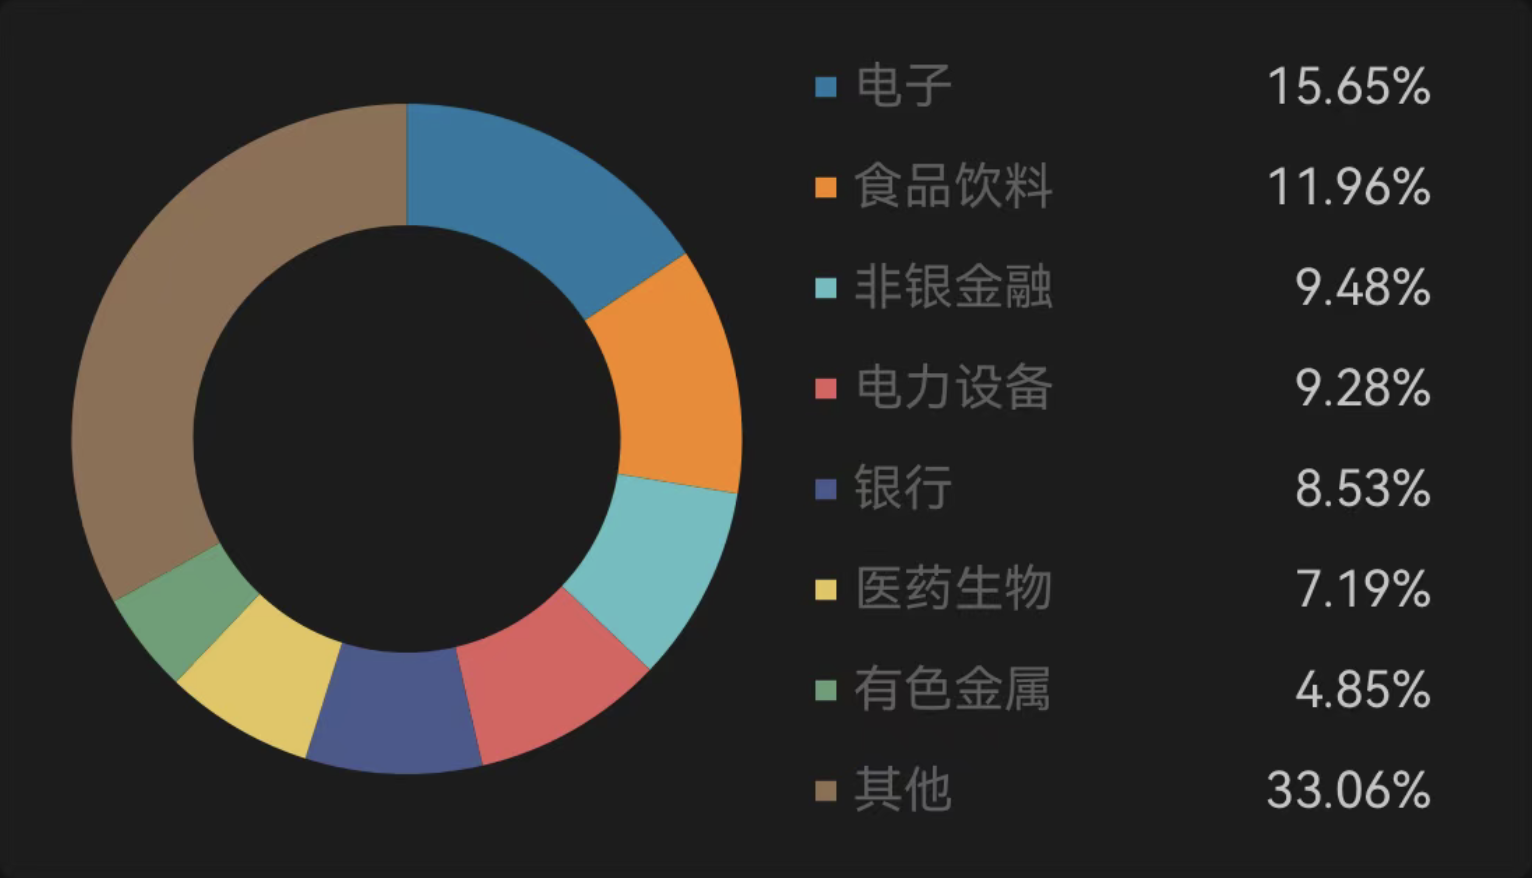 电子 15.65%
食品饮料 11.96%
非银金融 9.48%
电力设备 9.28%
银行 8.53%
医药生物 7.19%
有色金属 4.85%
其他 33.06%